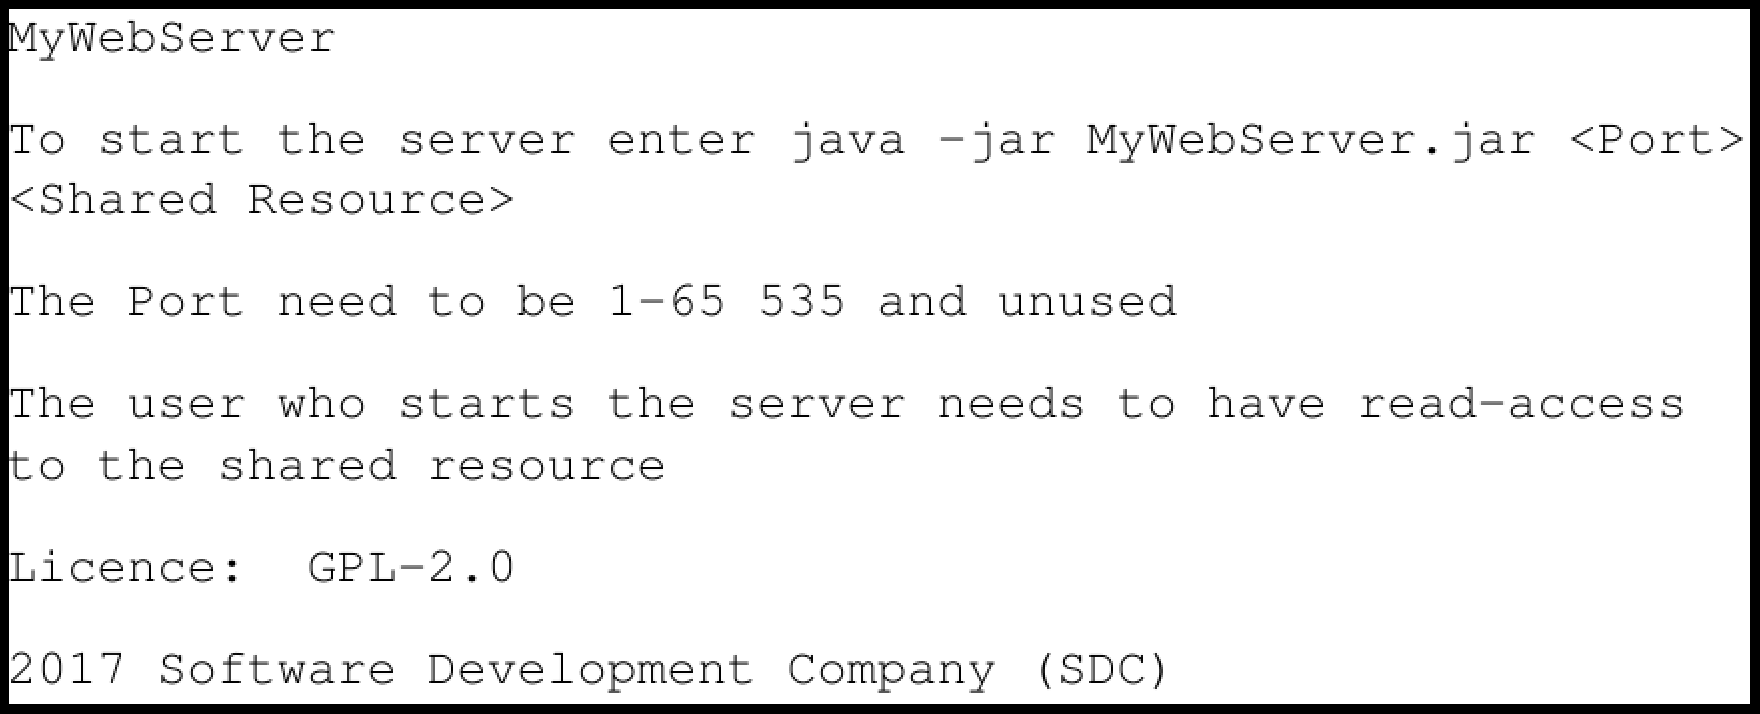 MyWebServer
To start the server enter java -jar MyWebServer.jar <Port>
<Shared Resource>
The Port need to be 1-65 535 and unused
The user who starts the server needs to have read-access
to the shared resource
Licence:  GPL-2.0
2017 Software Development Company (SDC)